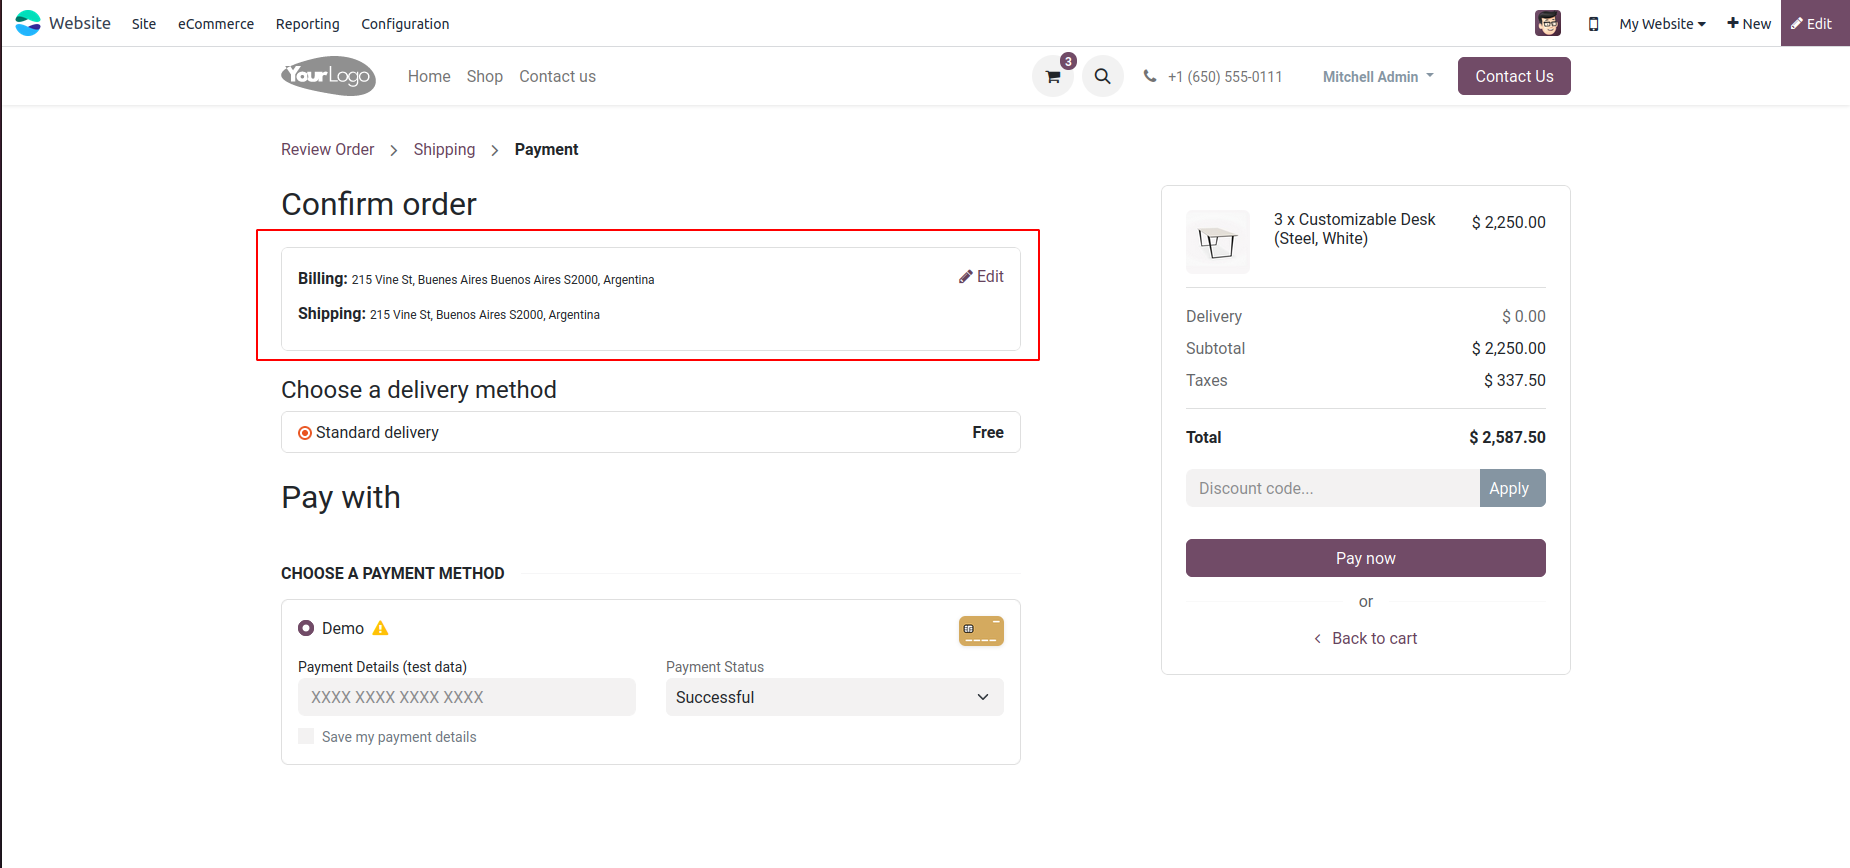 Website Site eCommerce Reporting Configuration My Website New Edit
YourLogo Home Shop Contact us 3 +1 (650) 555-0111 Mitchell Admin Contact Us
Review Order > Shipping > Payment
Confirm order
Billing: 215 Vine St, Buenes Aires Buenos Aires S2000, Argentina
Edit
Shipping: 215 Vine St, Buenos Aires S2000, Argentina
Choose a delivery method
Standard delivery Free
Pay with
CHOOSE A PAYMENT METHOD
Demo
Payment Details (test data) Payment Status
XXXX XXXX XXXX XXXX Successful
Save my payment details
3 x Customizable Desk $ 2,250.00
(Steel, White)
Delivery $ 0.00
Subtotal $ 2,250.00
Taxes $ 337.50
Total $ 2,587.50
Discount code... Apply
Pay now
or
< Back to cart